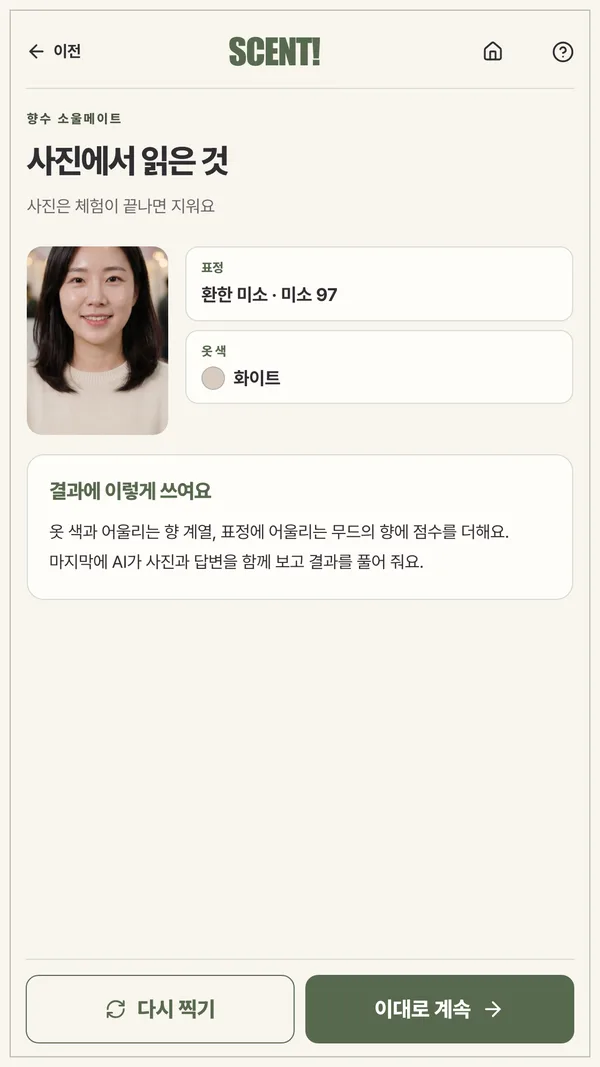 이전
SCENT!
향수 소울메이트
사진에서 읽은 것
사진은 체험이 끝나면 지워요
표정
환한 미소 · 미소 97
옷 색
화이트
결과에 이렇게 쓰여요
옷 색과 어울리는 향 계열, 표정에 어울리는 무드의 향에 점수를 더해요.
마지막에 AI가 사진과 답변을 함께 보고 결과를 풀어 줘요.
다시 찍기
이대로 계속